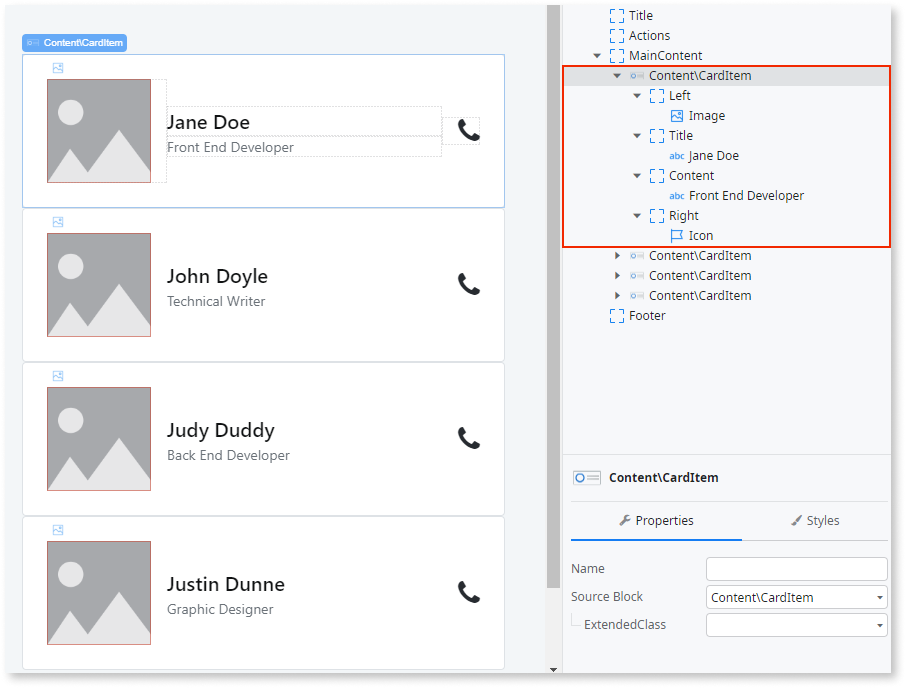 Content\CardItem
Jane Doe
Front End Developer
John Doyle
Technical Writer
Judy Duddy
Back End Developer
Justin Dunne
Graphic Designer
Title
Actions
MainContent
Content\CardItem
Left
Image
Title
abc Jane Doe
Content
abc Front End Developer
Right
Icon
Content\CardItem
Content\CardItem
Content\CardItem
Footer
Content\CardItem
Properties
Styles
Name
Source Block
Content\CardItem
ExtendedClass